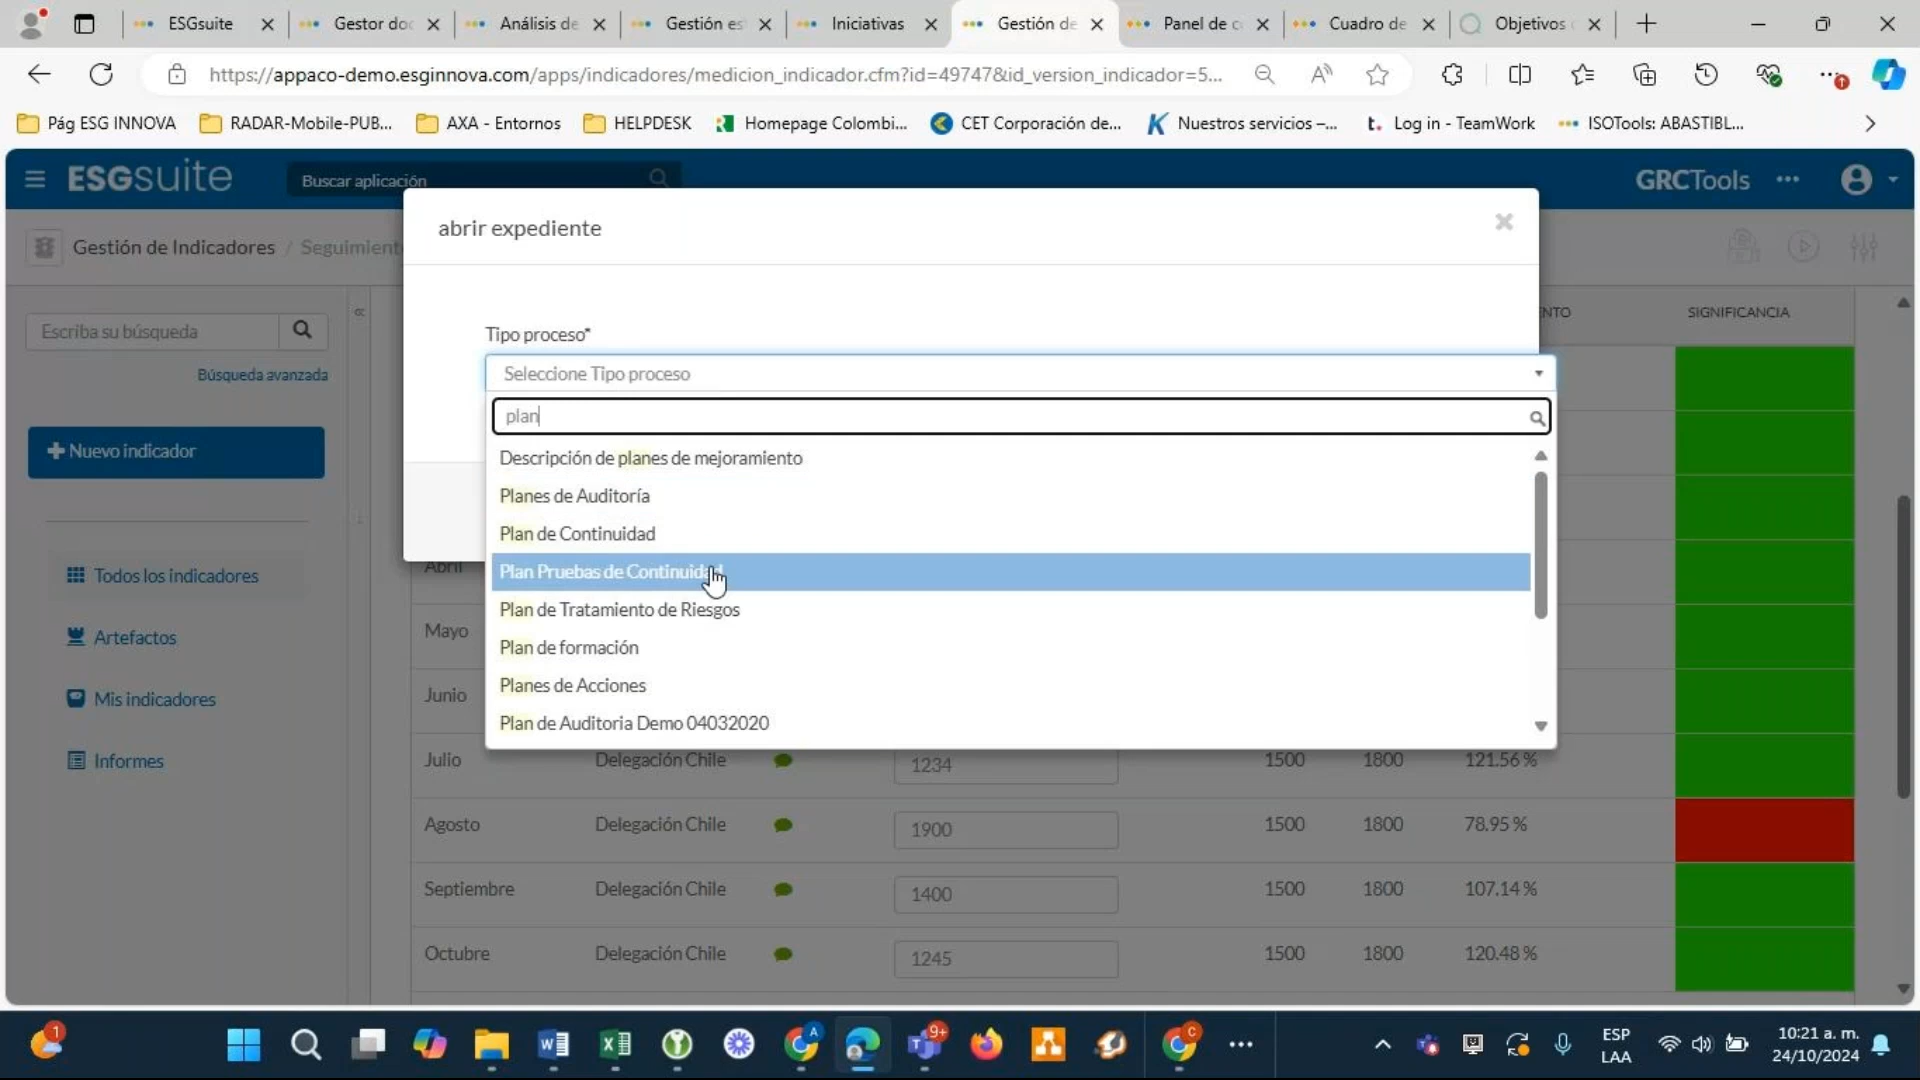 ESGsuite
Gestor doc
Análisis de
Gestión es
Iniciativas
Gestión de
Panel de c
Cuadro de
Objetivos
https://appaco-demo.esginnova.com/apps/indicadores/medicion_indicador.cfm?id=49747&id_version_indicador=5...
Pág ESG INNOVA
RADAR-Mobile-PUB...
AXA - Entornos
HELPDESK
Homepage Colombi...
CET Corporación de...
Nuestros servicios –...
Log in - TeamWork
ISOTools: ABASTIBL...
ESGsuite
Buscar aplicación
GRCTools
Gestión de Indicadores / Seguimient
abrir expediente
Escriba su búsqueda
Búsqueda avanzada
Nuevo indicador
Todos los indicadores
Artefactos
Mis indicadores
Informes
NTO
SIGNIFICANCIA
Tipo proceso*
Seleccione Tipo proceso
plan
Descripción de planes de mejoramiento
Planes de Auditoría
Plan de Continuidad
Plan Pruebas de Continuidad
Plan de Tratamiento de Riesgos
Plan de formación
Planes de Acciones
Plan de Auditoria Demo 04032020
Abril
Mayo
Junio
Julio Delegación Chile 1234 1500 1800 121.56 %
Agosto Delegación Chile 1900 1500 1800 78.95 %
Septiembre Delegación Chile 1400 1500 1800 107.14 %
Octubre Delegación Chile 1245 1500 1800 120.48 %
1
A
9+
C
ESP
LAA
10:21 a. m.
24/10/2024